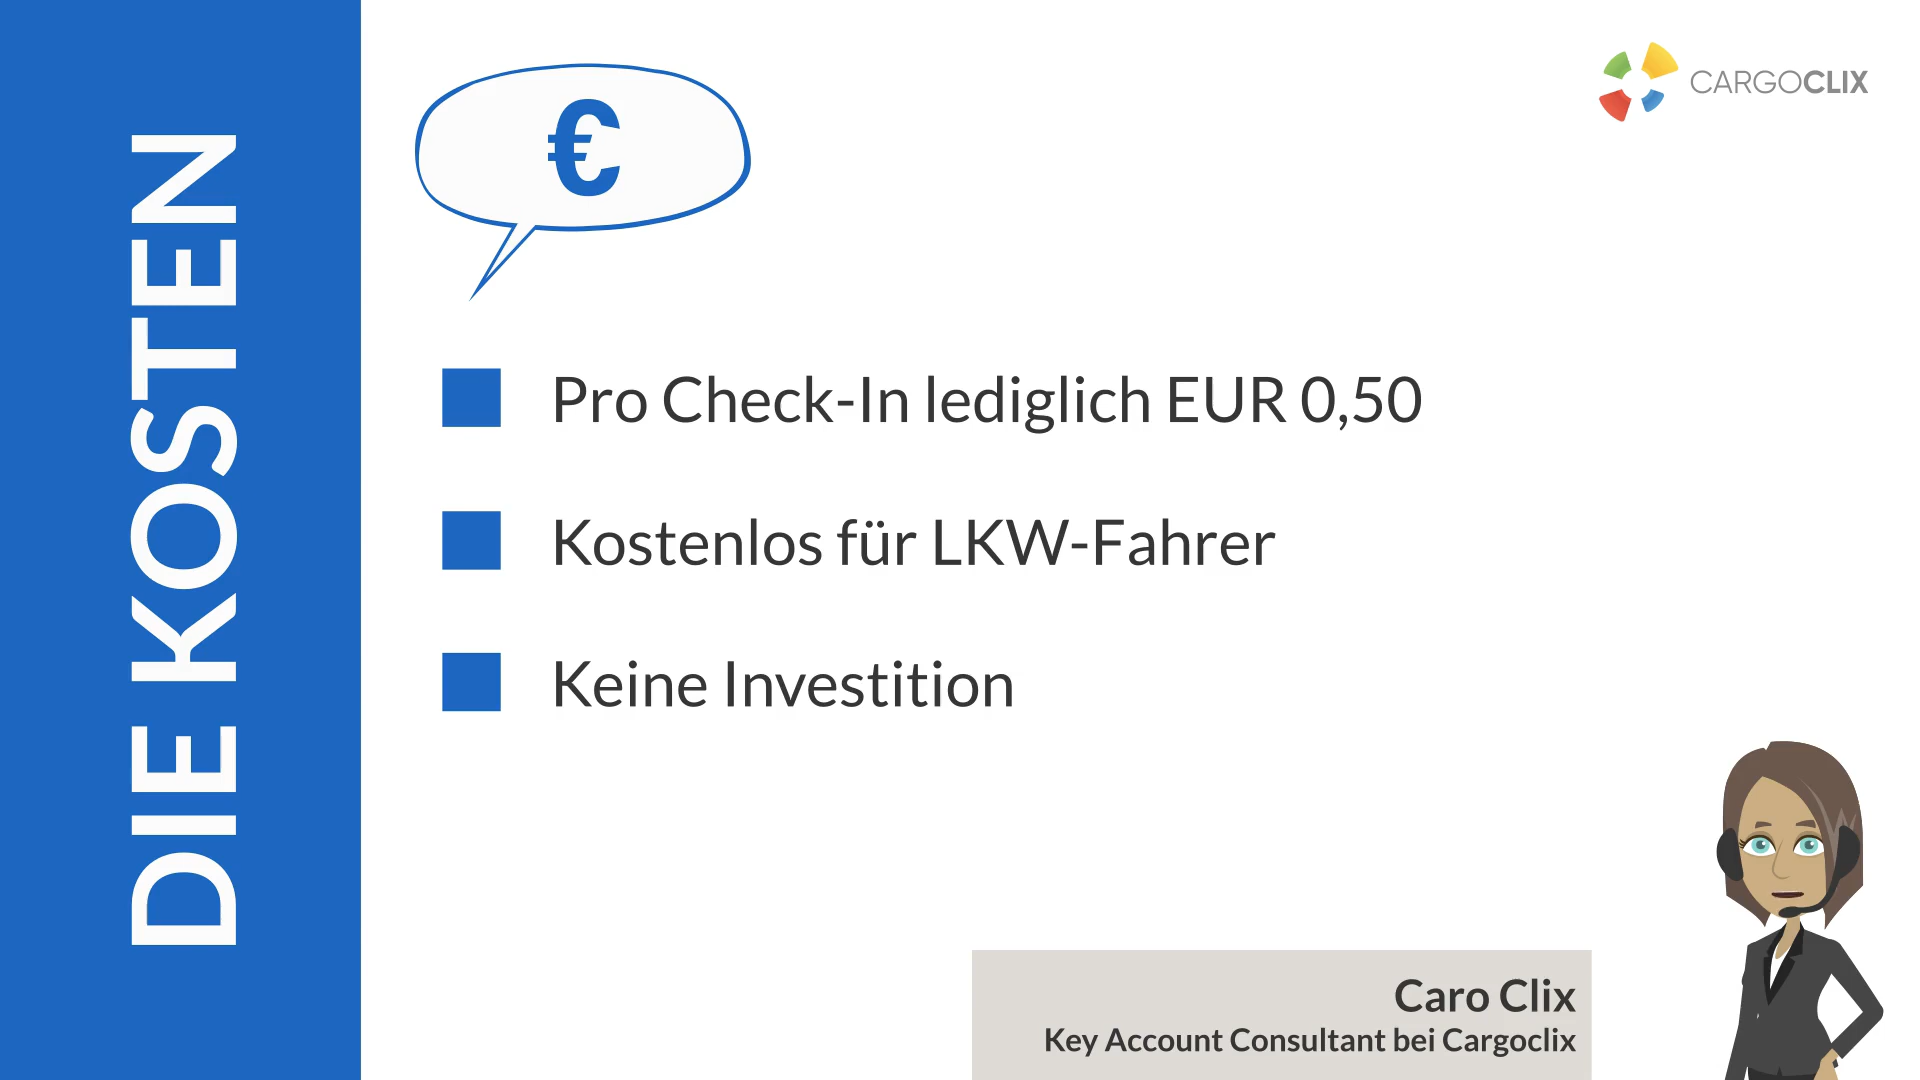 DIE KOSTEN
€
CARGOCLIX
Pro Check-In lediglich EUR 0,50
Kostenlos für LKW-Fahrer
Keine Investition
Caro Clix
Key Account Consultant bei Cargoclix